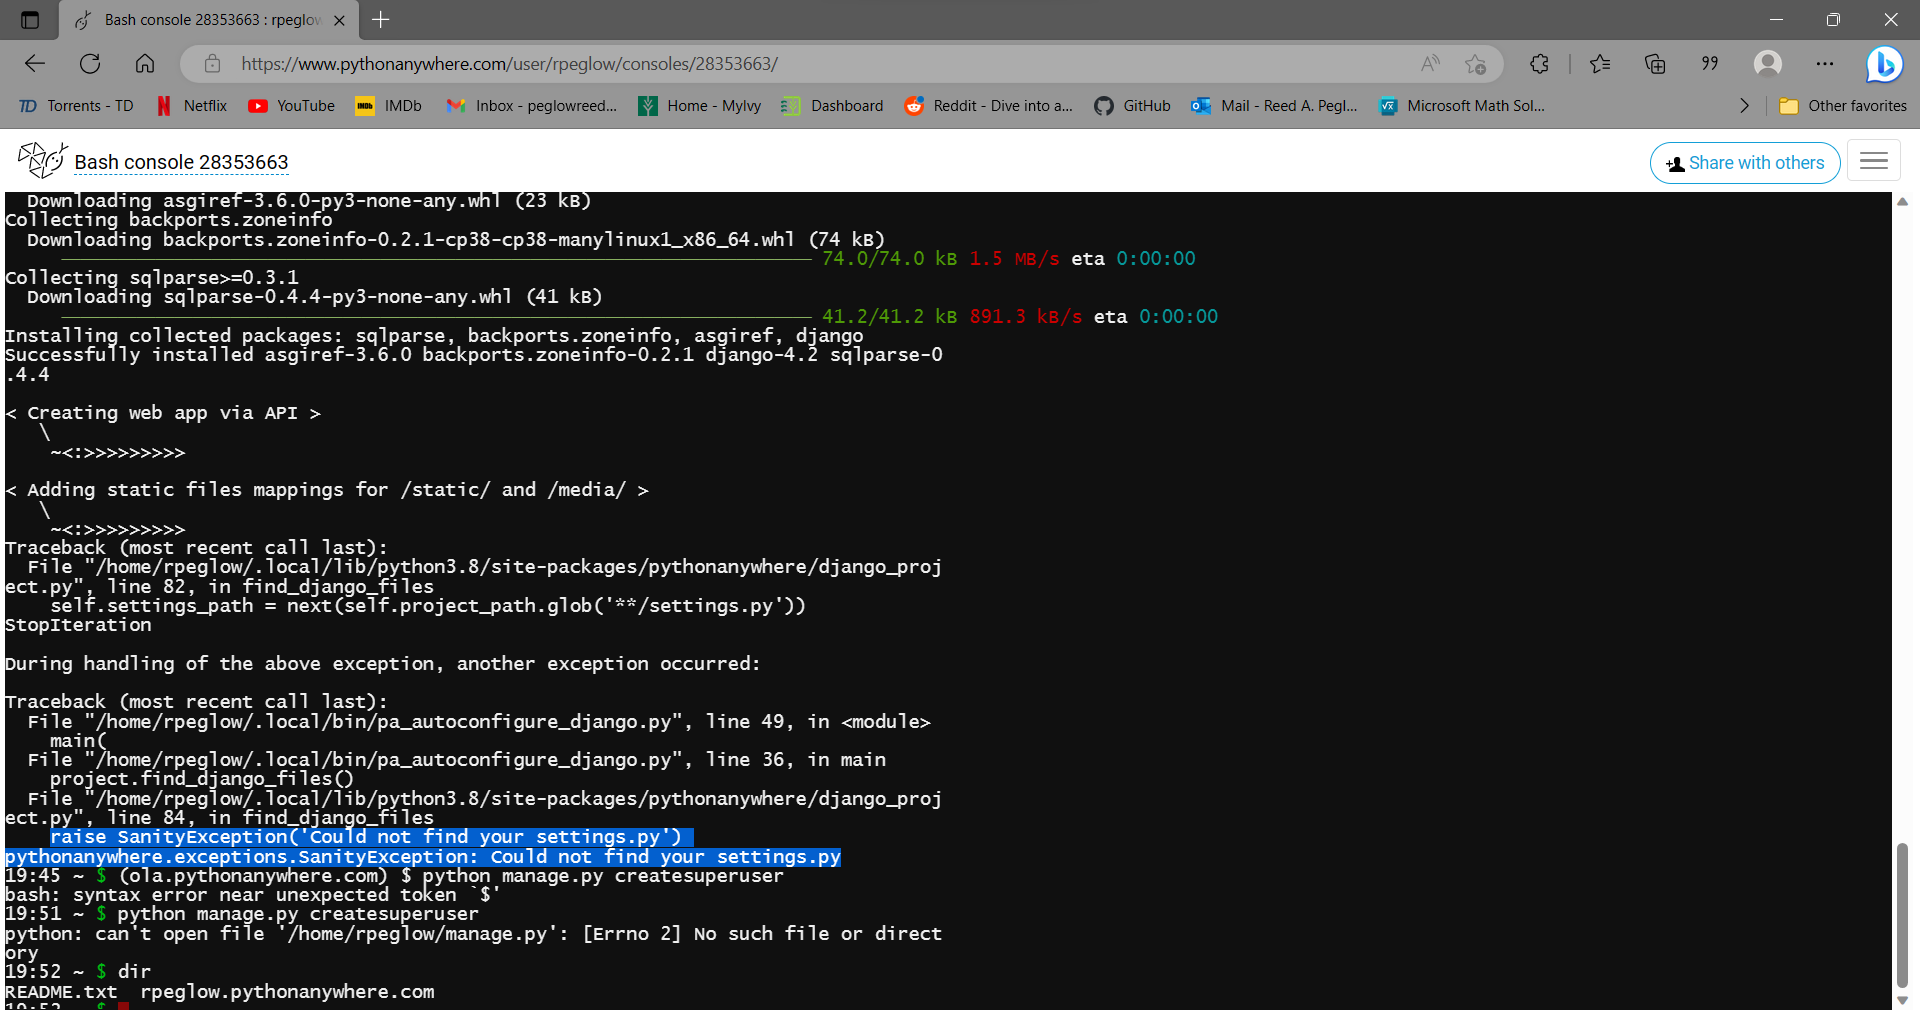 Bash console 28353663 : rpeglow
https://www.pythonanywhere.com/user/rpeglow/consoles/28353663/
Torrents - TD
Netflix
YouTube
IMDb
Inbox - peglowreed...
Home - MyIvy
Dashboard
Reddit - Dive into a...
GitHub
Mail - Reed A. Pegl...
Microsoft Math Sol...
Other favorites
Bash console 28353663
Share with others
Downloading asgiref-3.6.0-py3-none-any.whl (23 kB)
Collecting backports.zoneinfo
Downloading backports.zoneinfo-0.2.1-cp38-cp38-manylinux1_x86_64.whl (74 kB)
74.0/74.0 kB 1.5 MB/s eta 0:00:00
Collecting sqlparse>=0.3.1
Downloading sqlparse-0.4.4-py3-none-any.whl (41 kB)
41.2/41.2 kB 891.3 kB/s eta 0:00:00
Installing collected packages: sqlparse, backports.zoneinfo, asgiref, django
Successfully installed asgiref-3.6.0 backports.zoneinfo-0.2.1 django-4.2 sqlparse-0
.4.4
< Creating web app via API >
\
~<:>>>>>>>>>
< Adding static files mappings for /static/ and /media/ >
\
~<:>>>>>>>>>
Traceback (most recent call last):
File "/home/rpeglow/.local/lib/python3.8/site-packages/pythonanywhere/django_proj
ect.py", line 82, in find_django_files
self.settings_path = next(self.project_path.glob('**/settings.py'))
StopIteration
During handling of the above exception, another exception occurred:
Traceback (most recent call last):
File "/home/rpeglow/.local/bin/pa_autoconfigure_django.py", line 49, in <module>
main(
File "/home/rpeglow/.local/bin/pa_autoconfigure_django.py", line 36, in main
project.find_django_files()
File "/home/rpeglow/.local/lib/python3.8/site-packages/pythonanywhere/django_proj
ect.py", line 84, in find_django_files
raise SanityException('Could not find your settings.py')
pythonanywhere.exceptions.SanityException: Could not find your settings.py
19:45 ~ $ (ola.pythonanywhere.com) $ python manage.py createsuperuser
bash: syntax error near unexpected token `$'
19:51 ~ $ python manage.py createsuperuser
python: can't open file '/home/rpeglow/manage.py': [Errno 2] No such file or direct
ory
19:52 ~ $ dir
README.txt  rpeglow.pythonanywhere.com
19:52 ~ $